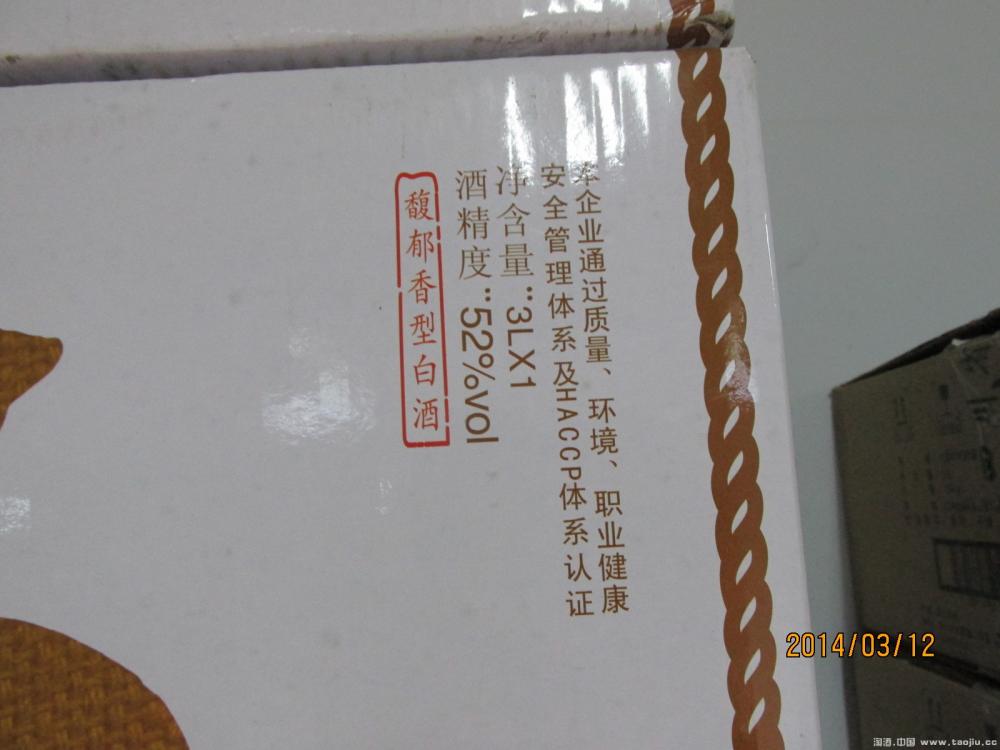 本企业通过质量、环境、职业健康
安全管理体系及HACCP体系认证
净含量:3LX1
酒精度:52%vol
馥郁香型白酒
2014/03/12
淘酒.中国 www.taojiu.cc